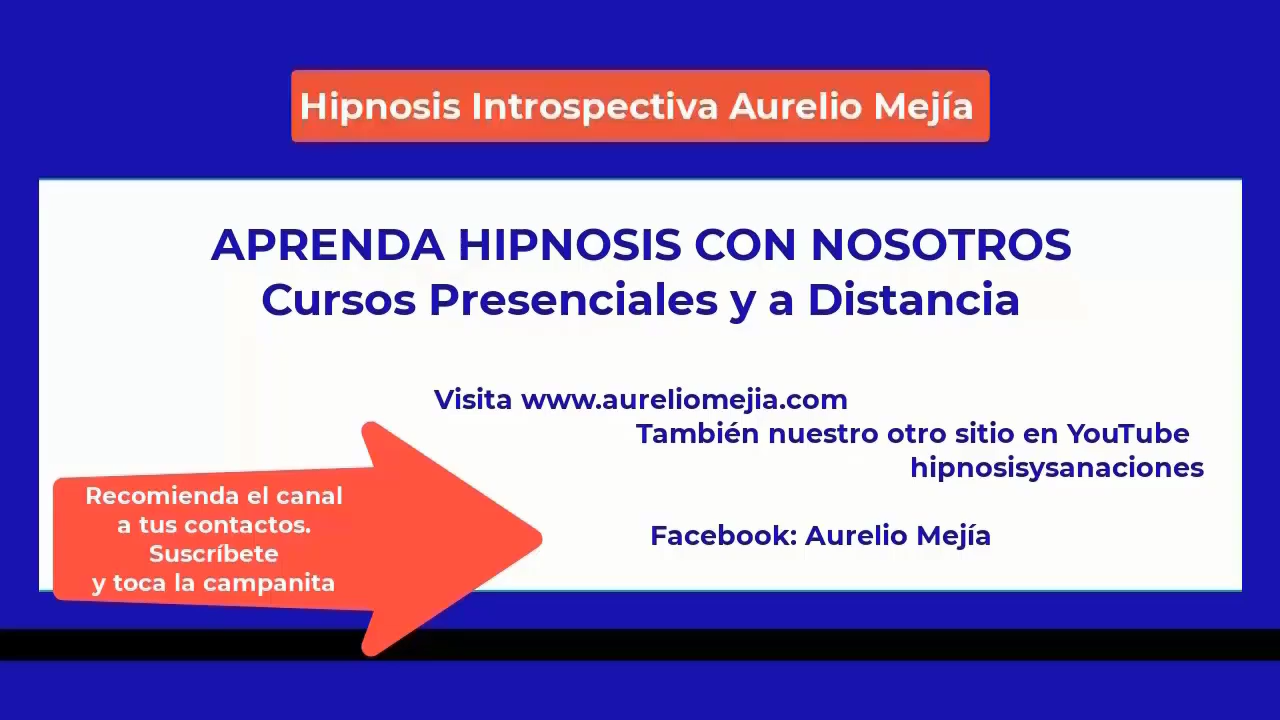 Hipnosis Introspectiva Aurelio Mejía
APRENDA HIPNOSIS CON NOSOTROS
Cursos Presenciales y a Distancia
Visita www.aureliomejia.com
También nuestro otro sitio en YouTube
hipnosisysanaciones
Facebook: Aurelio Mejía
Recomienda el canal
a tus contactos.
Suscríbete
y toca la campanita